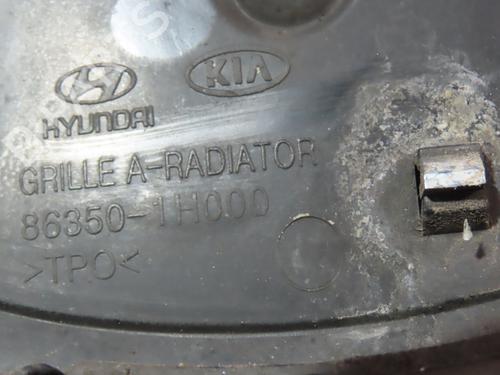 HYUNDAI KIA
GRILLE A-RADIATOR
86350-1H000
>TPO<